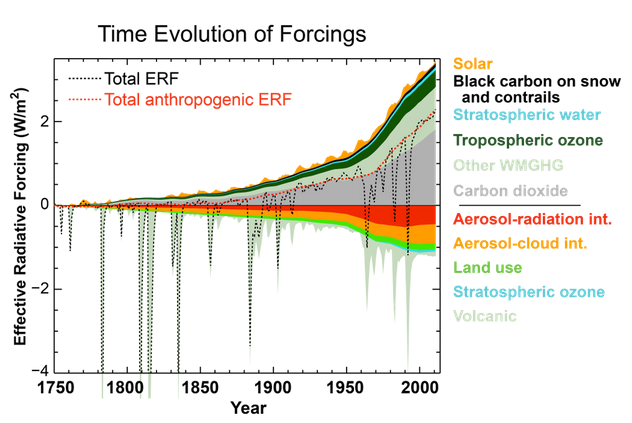 Time Evolution of Forcings
Total ERF
Total anthropogenic ERF
Effective Radiative Forcing (W/m²)
2
0
−2
−4
1750
1800
1850
1900
1950
2000
Year
Solar
Black carbon on snow
and contrails
Stratospheric water
Tropospheric ozone
Other WMGHG
Carbon dioxide
Aerosol-radiation int.
Aerosol-cloud int.
Land use
Stratospheric ozone
Volcanic